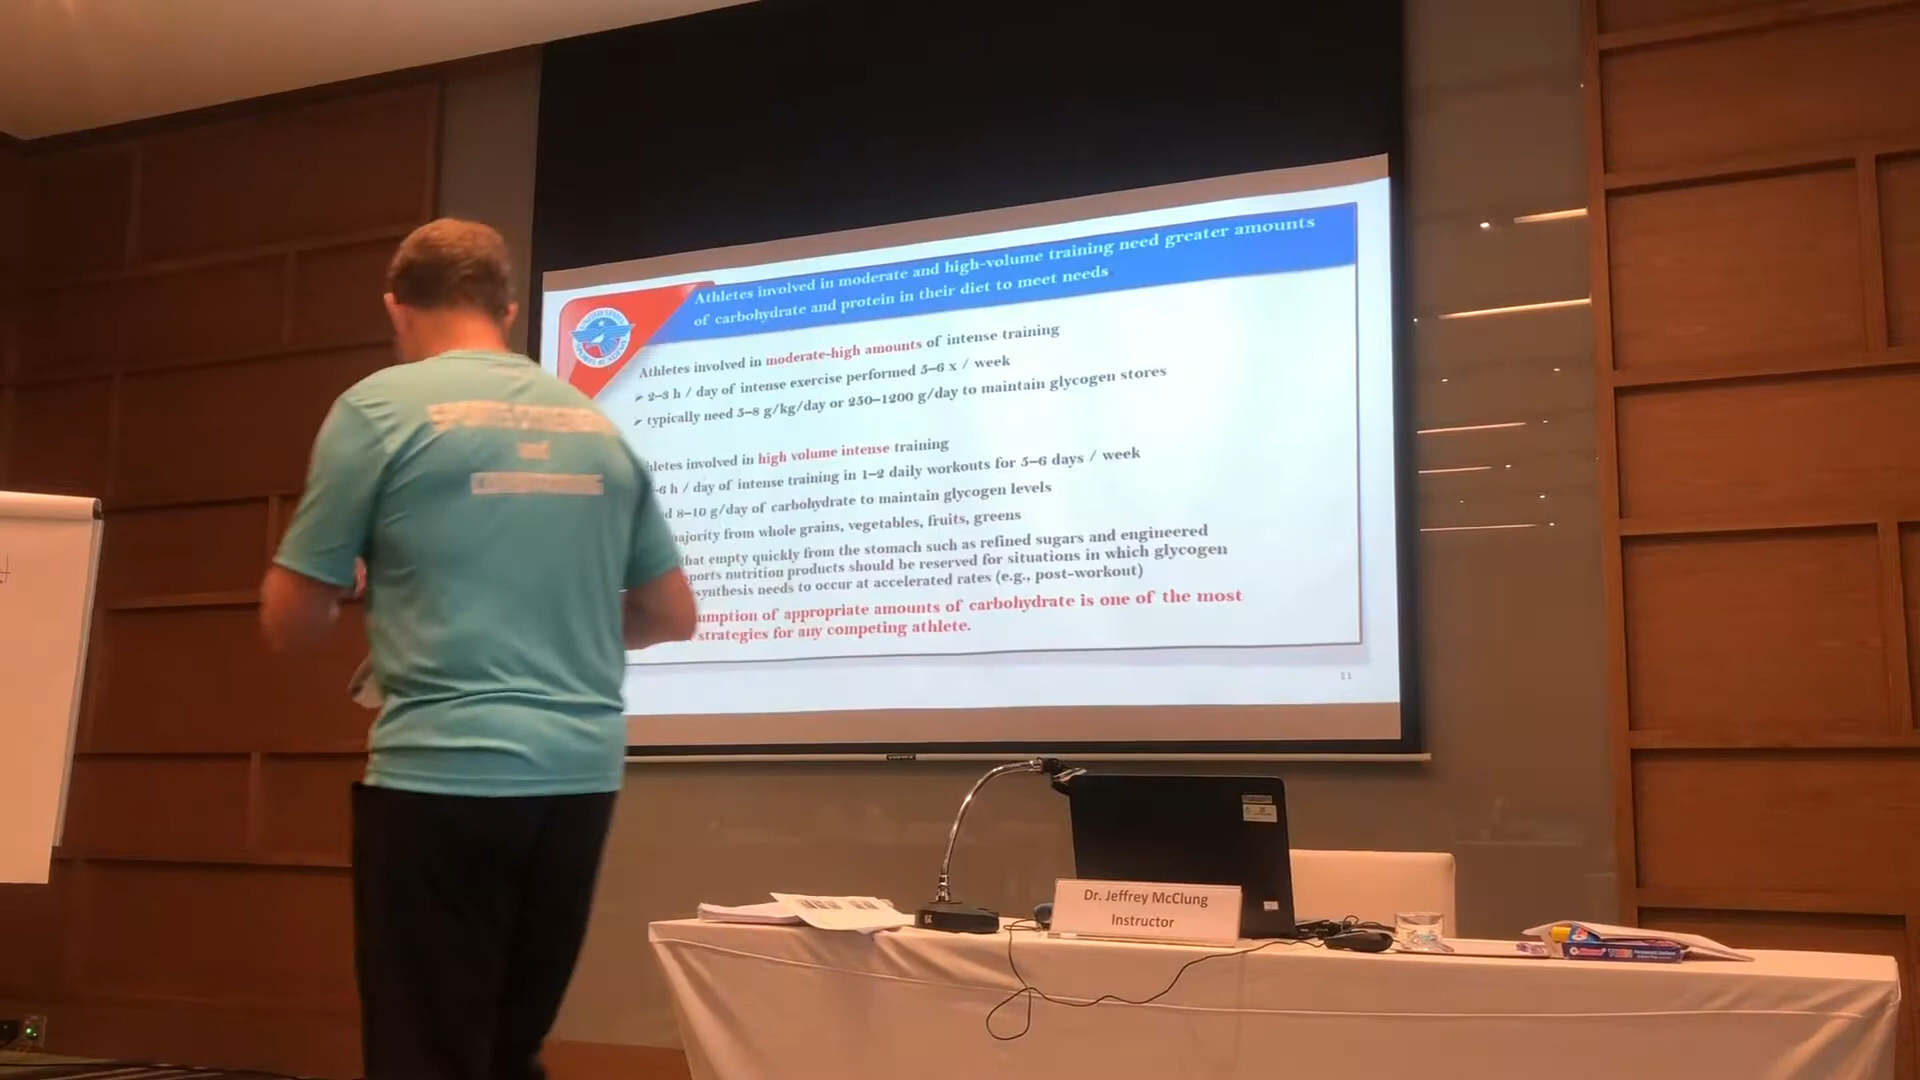 Athletes involved in moderate and high-volume training need greater amounts
of carbohydrate and protein in their diet to meet needs
Athletes involved in moderate-high amounts of intense training
2-3 h / day of intense exercise performed 5-6 x / week
typically need 5-8 g/kg/day or 250-1200 g/day to maintain glycogen stores
hletes involved in high volume intense training
-6 h / day of intense training in 1-2 daily workouts for 5-6 days / week
d 8-10 g/day of carbohydrate to maintain glycogen levels
ajority from whole grains, vegetables, fruits, greens
hat empty quickly from the stomach such as refined sugars and engineered
ports nutrition products should be reserved for situations in which glycogen
synthesis needs to occur at accelerated rates (e.g., post-workout)
umption of appropriate amounts of carbohydrate is one of the most
strategies for any competing athlete.
Dr. Jeffrey McClung
Instructor